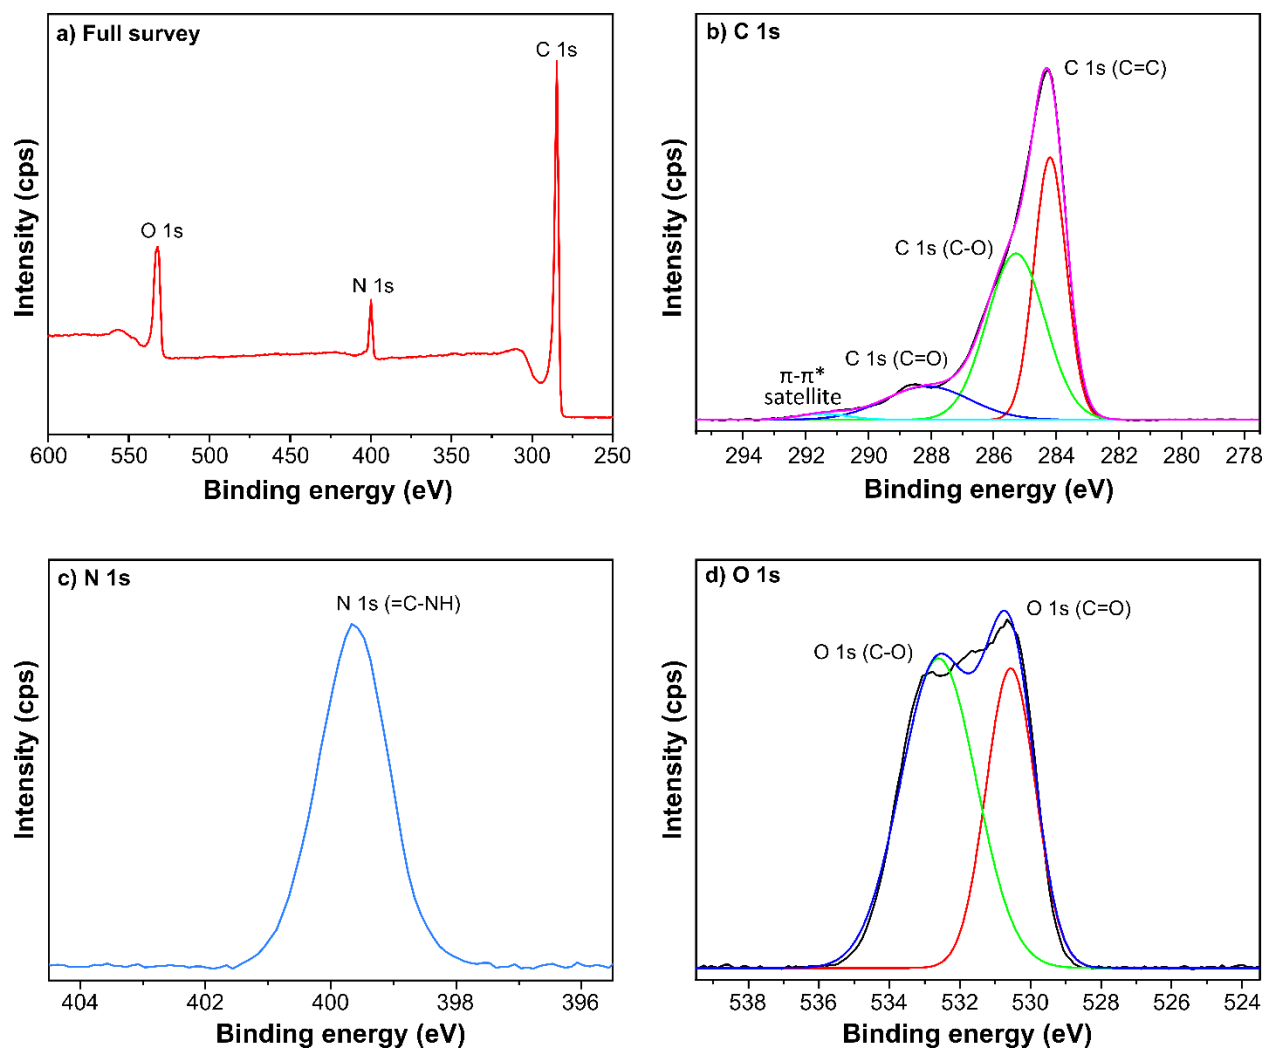 a) Full survey
C 1s
O 1s
N 1s
Intensity (cps)
600 550 500 450 400 350 300 250
Binding energy (eV)
b) C 1s
C 1s (C=C)
C 1s (C-O)
C 1s (C=O)
π-π*
satellite
Intensity (cps)
294 292 290 288 286 284 282 280 278
Binding energy (eV)
c) N 1s
N 1s (=C-NH)
Intensity (cps)
404 402 400 398 396
Binding energy (eV)
d) O 1s
O 1s (C=O)
O 1s (C-O)
Intensity (cps)
538 536 534 532 530 528 526 524
Binding energy (eV)